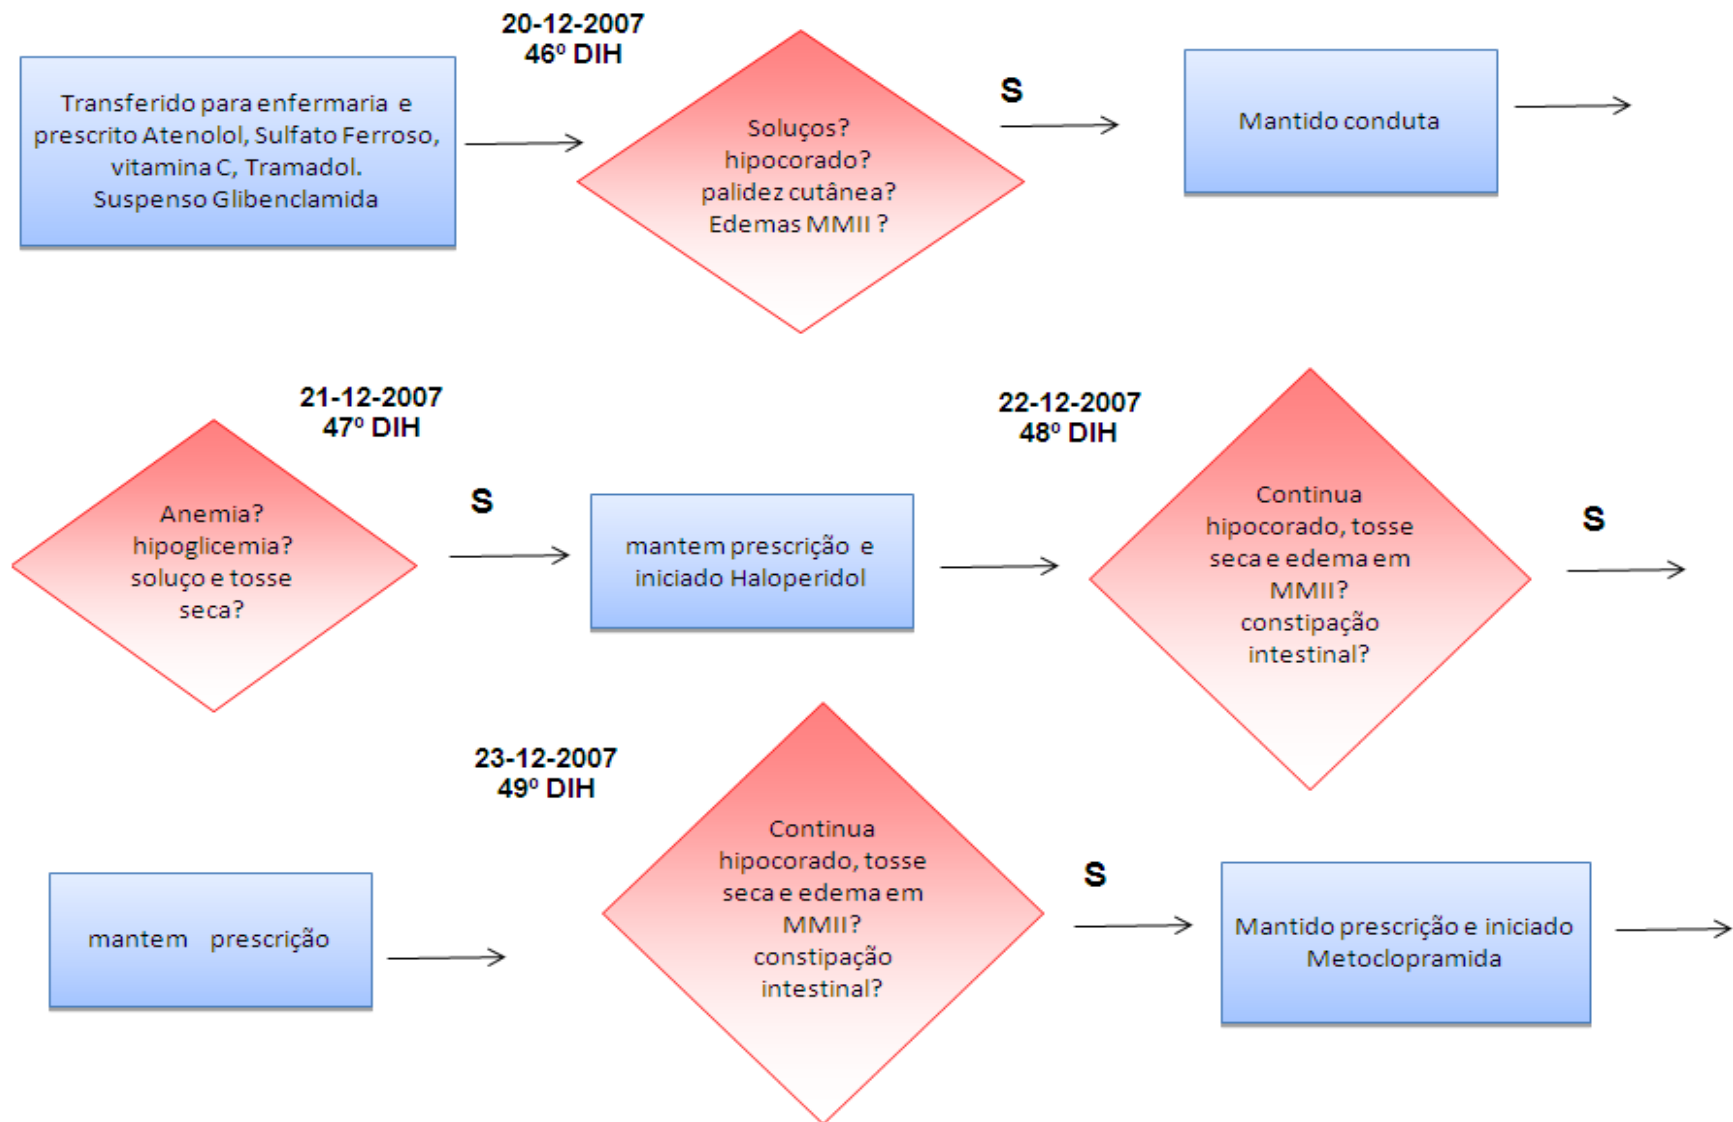 20-12-2007
46º DIH
Transferido para enfermaria e
prescrito Atenolol, Sulfato Ferroso,
vitamina C, Tramadol.
Suspenso Glibenclamida
Soluços?
hipocorado?
palidez cutânea?
Edemas MMII ?
S
Mantido conduta
21-12-2007
47º DIH
Anemia?
hipoglicemia?
soluço e tosse
seca?
S
mantem prescrição e
iniciado Haloperidol
22-12-2007
48º DIH
Continua
hipocorado, tosse
seca e edema em
MMII?
constipação
intestinal?
S
mantem prescrição
23-12-2007
49º DIH
Continua
hipocorado, tosse
seca e edema em
MMII?
constipação
intestinal?
S
Mantido prescrição e iniciado
Metoclopramida